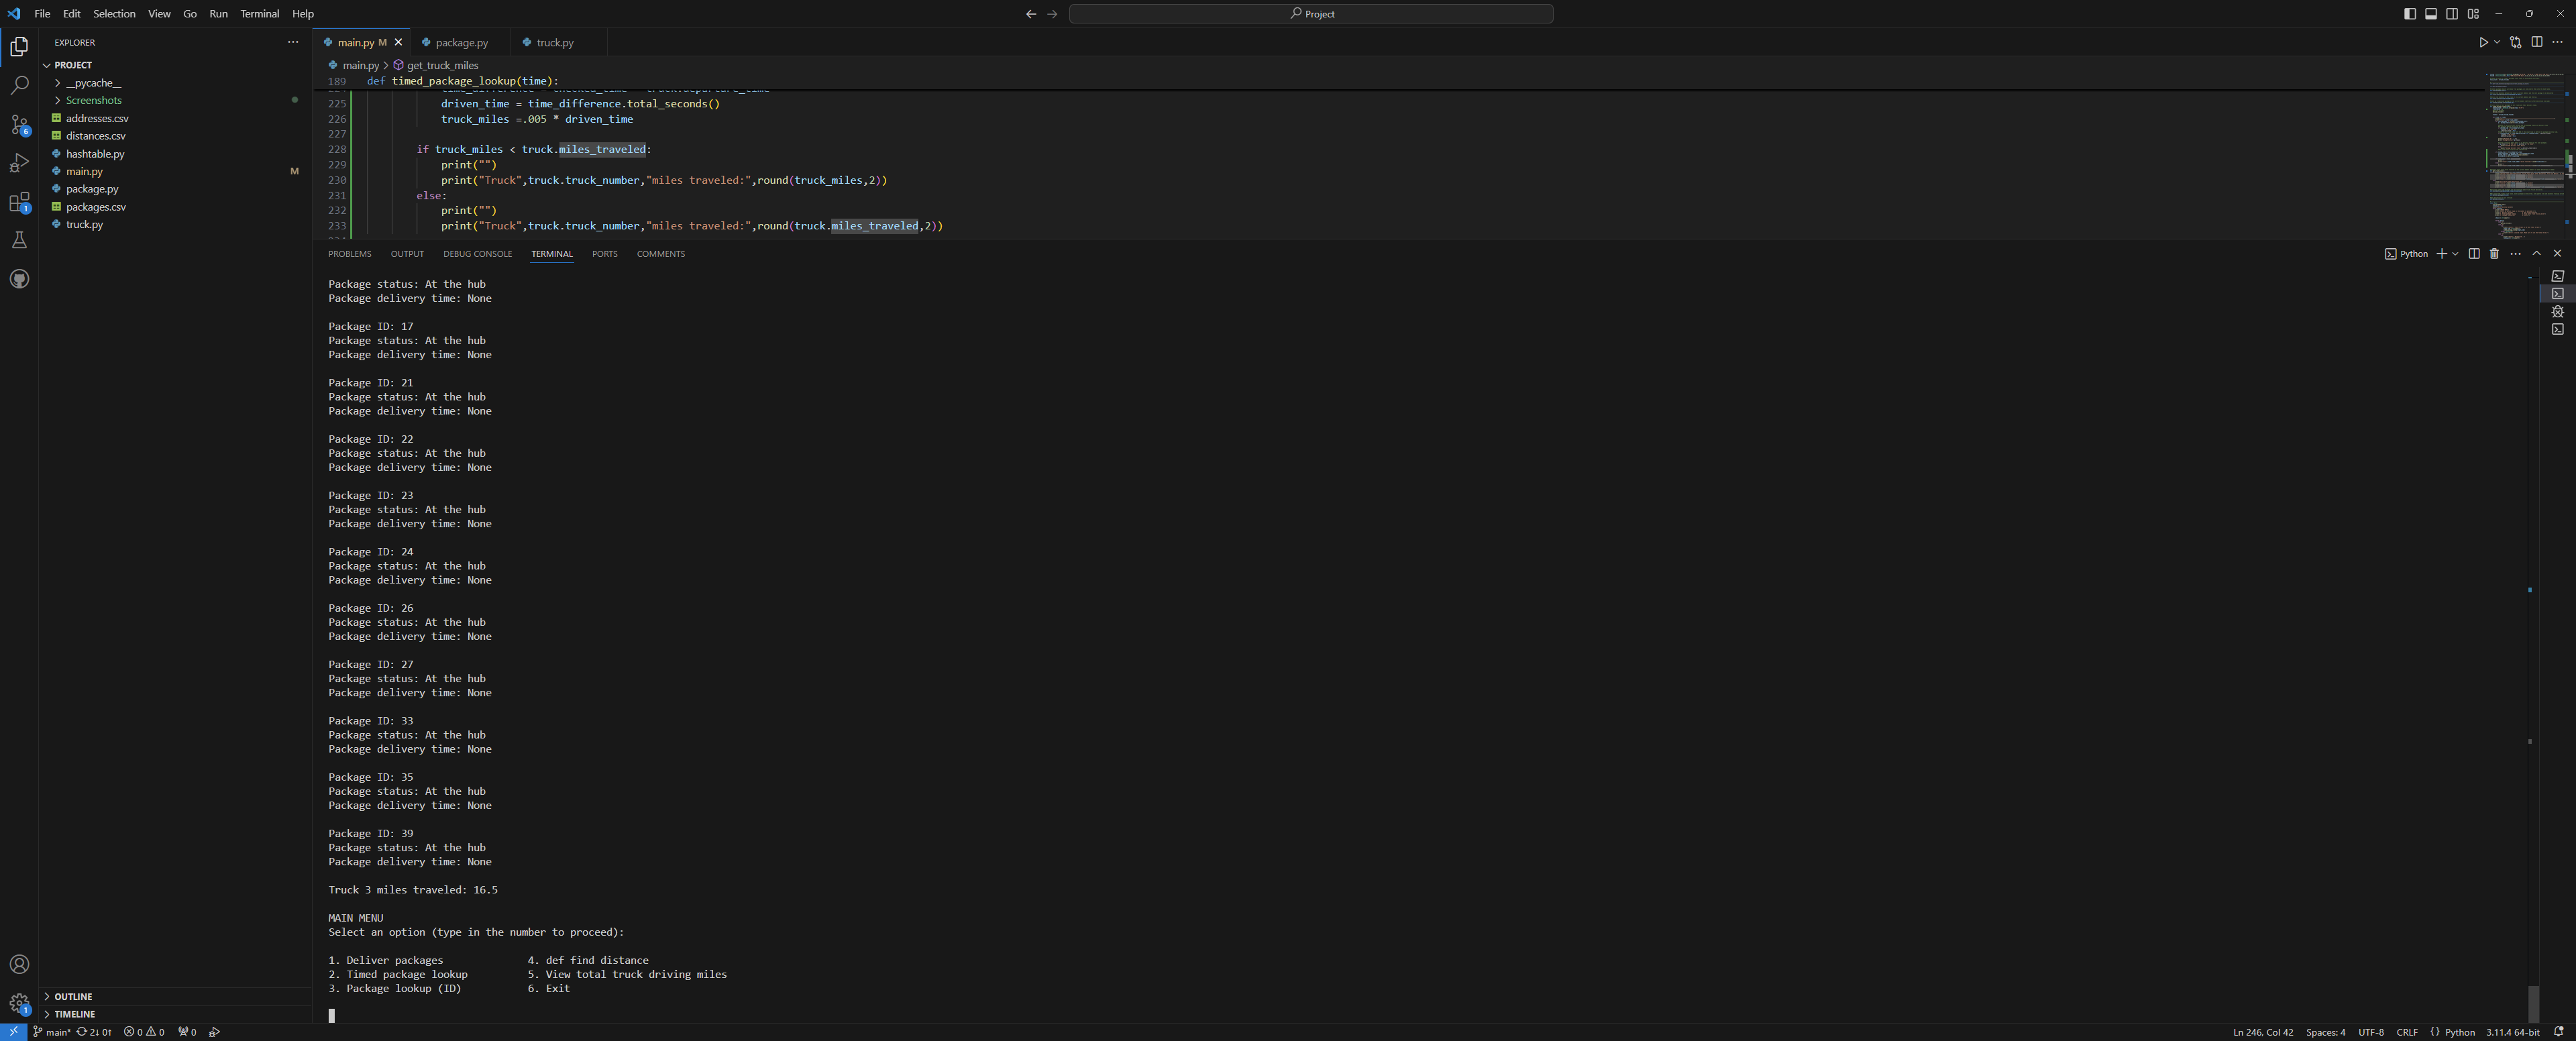 File Edit Selection View Go Run Terminal Help
Project
EXPLORER
PROJECT
__pycache__
Screenshots
addresses.csv
distances.csv
hashtable.py
main.py M
package.py
packages.csv
truck.py
OUTLINE
TIMELINE
6
1
1
main.py M package.py truck.py
main.py > get_truck_miles
189 def timed_package_lookup(time):
225 driven_time = time_difference.total_seconds()
226 truck_miles =.005 * driven_time
227
228 if truck_miles < truck.miles_traveled:
229 print("")
230 print("Truck",truck.truck_number,"miles traveled:",round(truck_miles,2))
231 else:
232 print("")
233 print("Truck",truck.truck_number,"miles traveled:",round(truck.miles_traveled,2))
PROBLEMS OUTPUT DEBUG CONSOLE TERMINAL PORTS COMMENTS
Python
Package status: At the hub
Package delivery time: None
Package ID: 17
Package status: At the hub
Package delivery time: None
Package ID: 21
Package status: At the hub
Package delivery time: None
Package ID: 22
Package status: At the hub
Package delivery time: None
Package ID: 23
Package status: At the hub
Package delivery time: None
Package ID: 24
Package status: At the hub
Package delivery time: None
Package ID: 26
Package status: At the hub
Package delivery time: None
Package ID: 27
Package status: At the hub
Package delivery time: None
Package ID: 33
Package status: At the hub
Package delivery time: None
Package ID: 35
Package status: At the hub
Package delivery time: None
Package ID: 39
Package status: At the hub
Package delivery time: None
Truck 3 miles traveled: 16.5
MAIN MENU
Select an option (type in the number to proceed):
1. Deliver packages 4. def find distance
2. Timed package lookup 5. View total truck driving miles
3. Package lookup (ID) 6. Exit
main* 2↓ 0↑ 0 0 0
Ln 246, Col 42 Spaces: 4 UTF-8 CRLF {} Python 3.11.4 64-bit